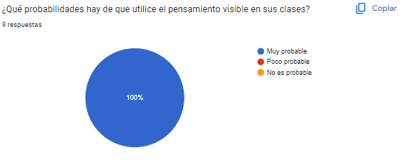 ¿Qué probabilidades hay de que utilice el pensamiento visible en sus clases?
Copiar
9 respuestas
Muy probable
Poco probable
No es probable
100%